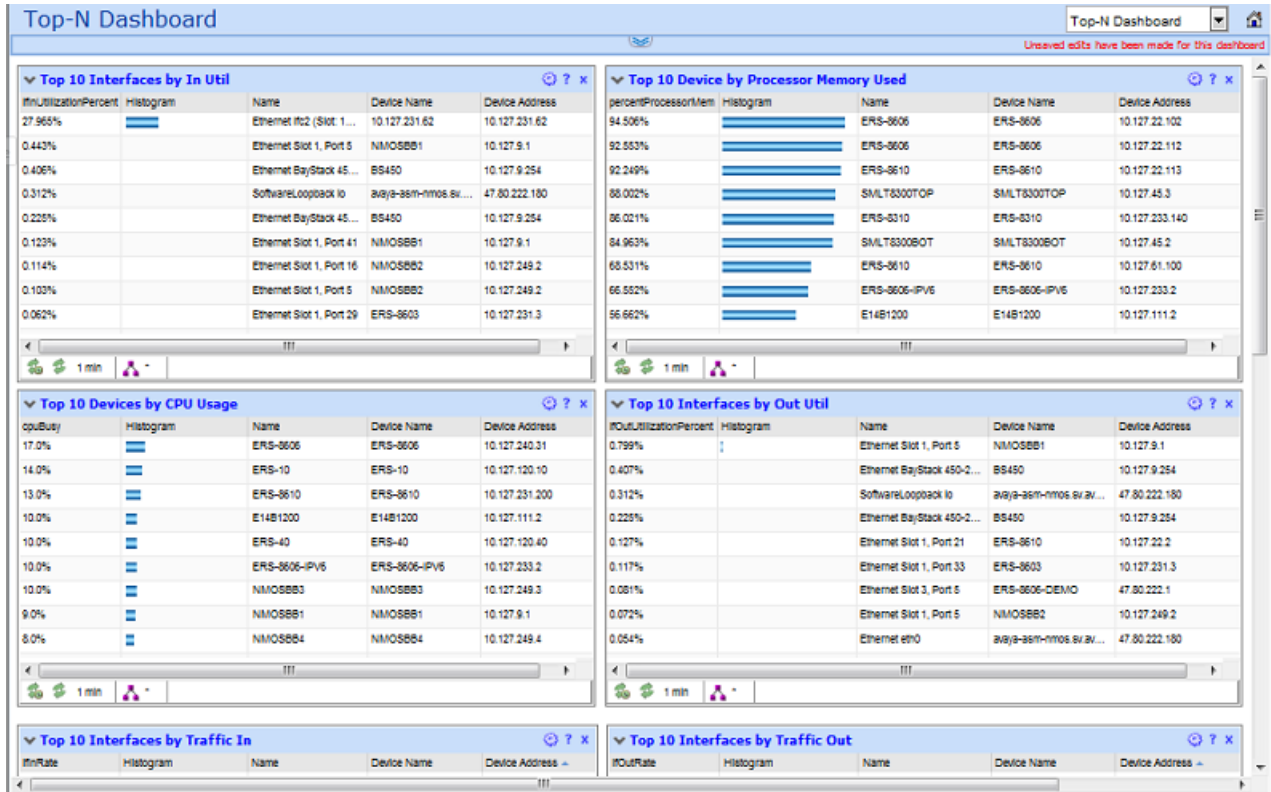 Top-N Dashboard
Top-N Dashboard
Unsaved edits have been made for this dashboard
Top 10 Interfaces by In Util ? x
ifInUtilizationPercent Histogram Name Device Name Device Address
27.965% Ethernet Ifc2 (Slot: 1... 10.127.231.62 10.127.231.62
0.443% Ethernet Slot 1, Port 5 NMOSBB1 10.127.9.1
0.406% Ethernet BayStack 45... BS450 10.127.9.254
0.312% SoftwareLoopback lo avaya-asm-nmos.sv.... 47.80.222.180
0.225% Ethernet BayStack 45... BS450 10.127.9.254
0.123% Ethernet Slot 1, Port 41 NMOSBB1 10.127.9.1
0.114% Ethernet Slot 1, Port 16 NMOSBB2 10.127.249.2
0.103% Ethernet Slot 1, Port 5 NMOSBB2 10.127.249.2
0.062% Ethernet Slot 1, Port 29 ERS-8603 10.127.231.3
1 min
Top 10 Device by Processor Memory Used ? x
percentProcessorMem Histogram Name Device Name Device Address
94.506% ERS-8606 ERS-8606 10.127.22.102
92.553% ERS-8606 ERS-8606 10.127.22.112
92.249% ERS-8610 ERS-8610 10.127.22.113
88.002% SMLT8300TOP SMLT8300TOP 10.127.45.3
86.021% ERS-8310 ERS-8310 10.127.233.140
84.963% SMLT8300BOT SMLT8300BOT 10.127.45.2
68.531% ERS-8610 ERS-8610 10.127.61.100
66.552% ERS-8606-IPV6 ERS-8606-IPV6 10.127.233.2
56.662% E14B1200 E14B1200 10.127.111.2
1 min
Top 10 Devices by CPU Usage ? x
cpuBusy Histogram Name Device Name Device Address
17.0% ERS-8606 ERS-8606 10.127.240.31
14.0% ERS-10 ERS-10 10.127.120.10
13.0% ERS-8610 ERS-8610 10.127.231.200
10.0% E14B1200 E14B1200 10.127.111.2
10.0% ERS-40 ERS-40 10.127.120.40
10.0% ERS-8606-IPV6 ERS-8606-IPV6 10.127.233.2
10.0% NMOSBB3 NMOSBB3 10.127.249.3
9.0% NMOSBB1 NMOSBB1 10.127.9.1
8.0% NMOSBB4 NMOSBB4 10.127.249.4
1 min
Top 10 Interfaces by Out Util ? x
ifOutUtilizationPercent Histogram Name Device Name Device Address
0.799% Ethernet Slot 1, Port 5 NMOSBB1 10.127.9.1
0.407% Ethernet BayStack 450-2... BS450 10.127.9.254
0.312% SoftwareLoopback lo avaya-asm-nmos.sv.av... 47.80.222.180
0.225% Ethernet BayStack 450-2... BS450 10.127.9.254
0.127% Ethernet Slot 1, Port 21 ERS-8610 10.127.22.2
0.117% Ethernet Slot 1, Port 33 ERS-8603 10.127.231.3
0.081% Ethernet Slot 3, Port 5 ERS-8606-DEMO 47.80.222.1
0.072% Ethernet Slot 1, Port 5 NMOSBB2 10.127.249.2
0.054% Ethernet eth0 avaya-asm-nmos.sv.av... 47.80.222.180
1 min
Top 10 Interfaces by Traffic In ? x
ifInRate Histogram Name Device Name Device Address
Top 10 Interfaces by Traffic Out ? x
ifOutRate Histogram Name Device Name Device Address